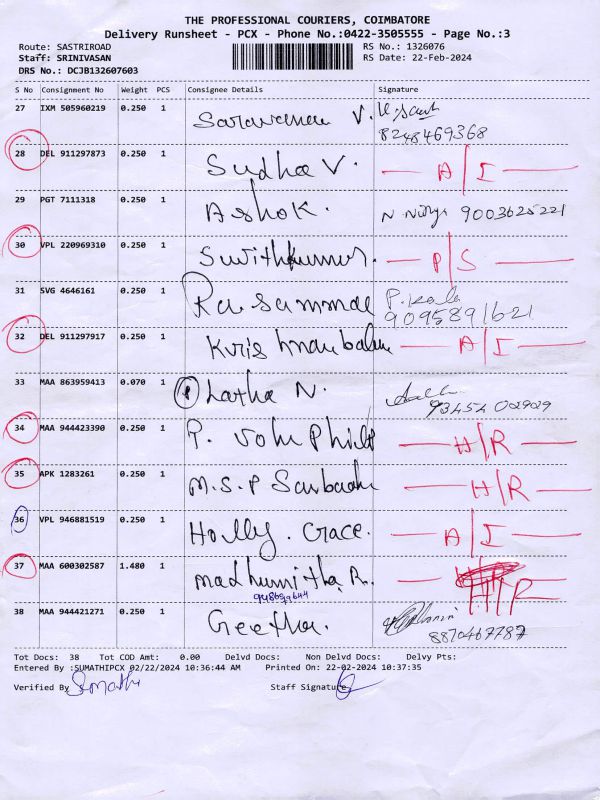 THE PROFESSIONAL COURIERS, COIMBATORE
Delivery Runsheet - PCX - Phone No.:0422-3505555 - Page No.:3
Route: SASTRIROAD RS No.: 1326076
Staff: SRINIVASAN RS Date: 22-Feb-2024
DRS No.: DCJB132607603
S No Consignment No Weight PCS Consignee Details Signature
27 IXM 505960219 0.250 1 Saravanan V.
8248469368
28 DEL 911297873 0.250 1 Sudha V. A/I
29 PGT 7111318 0.250 1 Ashok. N Nithya 9003625221
30 VPL 220969310 0.250 1 P/S
31 SVG 4646161 0.250 1 P. Kala
9095891621
32 DEL 911297917 0.250 1 A/I
33 MAA 863959413 0.070 1 P Latha N.
93454 02929
34 MAA 944423390 0.250 1 H/R
35 APK 1283261 0.250 1 M.S.P H/R
36 VPL 946881519 0.250 1 Holly. Grace. A/I
37 MAA 600302587 1.480 1 Madhumitha R. H/R
38 MAA 944421271 0.250 1 Geetha.
8870467787
Tot Docs: 38 Tot COD Amt: 0.00 Delvd Docs: Non Delvd Docs: Delvy Pts:
Entered By :SUMATHIPCX 02/22/2024 10:36:44 AM Printed On: 22-02-2024 10:37:35
Verified By Sumathi Staff Signature